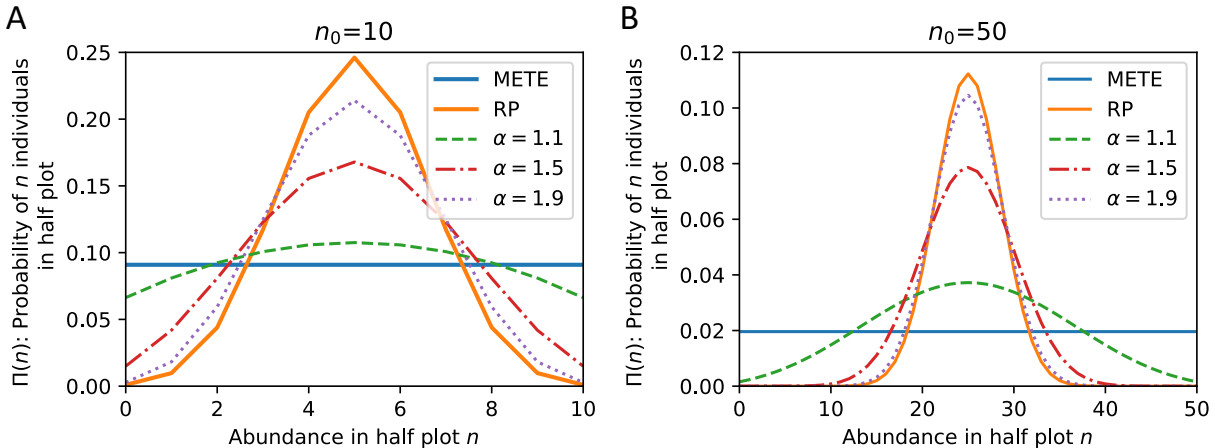 A
n₀=10
Π(n): Probability of n individuals
in half plot
0.25
0.20
0.15
0.10
0.05
0.00
METE
RP
α = 1.1
α = 1.5
α = 1.9
0 2 4 6 8 10
Abundance in half plot n
B
n₀=50
Π(n): Probability of n individuals
in half plot
0.12
0.10
0.08
0.06
0.04
0.02
0.00
METE
RP
α = 1.1
α = 1.5
α = 1.9
0 10 20 30 40 50
Abundance in half plot n